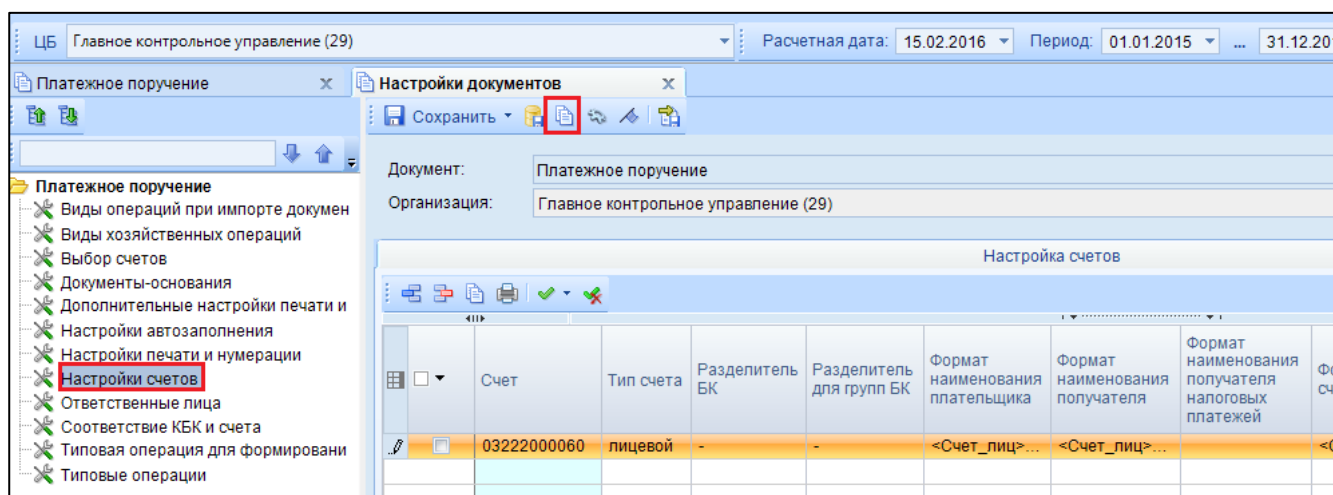 ЦБ Главное контрольное управление (29) Расчетная дата: 15.02.2016 Период: 01.01.2015 ... 31.12.20
Платежное поручение x Настройки документов x
Сохранить
Документ: Платежное поручение
Организация: Главное контрольное управление (29)
Платежное поручение
Виды операций при импорте докумен
Виды хозяйственных операций
Выбор счетов
Документы-основания
Дополнительные настройки печати и
Настройки автозаполнения
Настройки печати и нумерации
Настройки счетов
Ответственные лица
Соответствие КБК и счета
Типовая операция для формировани
Типовые операции
Настройка счетов
Счет
Тип счета
Разделитель
БК
Разделитель
для групп БК
Формат
наименования
плательщика
Формат
наименования
получателя
Формат
наименования
получателя
налоговых
платежей
03222000060 лицевой - - <Счет_лиц>... <Счет_лиц>...